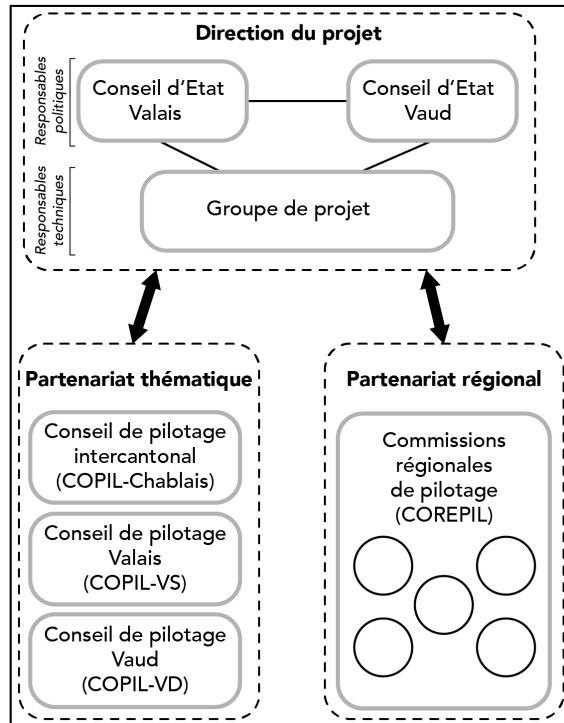 Direction du projet
Responsables
politiques
Conseil d'Etat
Valais
Conseil d'Etat
Vaud
Responsables
techniques
Groupe de projet
Partenariat thématique
Conseil de pilotage
intercantonal
(COPIL-Chablais)
Conseil de pilotage
Valais
(COPIL-VS)
Conseil de pilotage
Vaud
(COPIL-VD)
Partenariat régional
Commissions
régionales
de pilotage
(COREPIL)